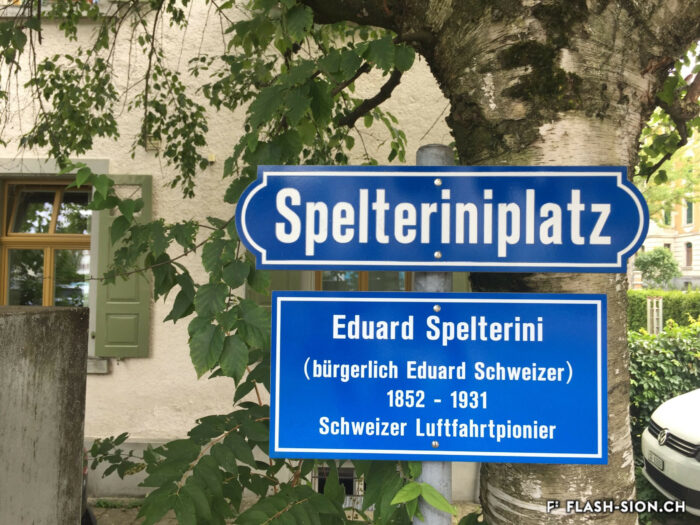 Spelteriniplatz
Eduard Spelterini
(bürgerlich Eduard Schweizer)
1852 - 1931
Schweizer Luftfahrtpionier
FLASH-SION.CH